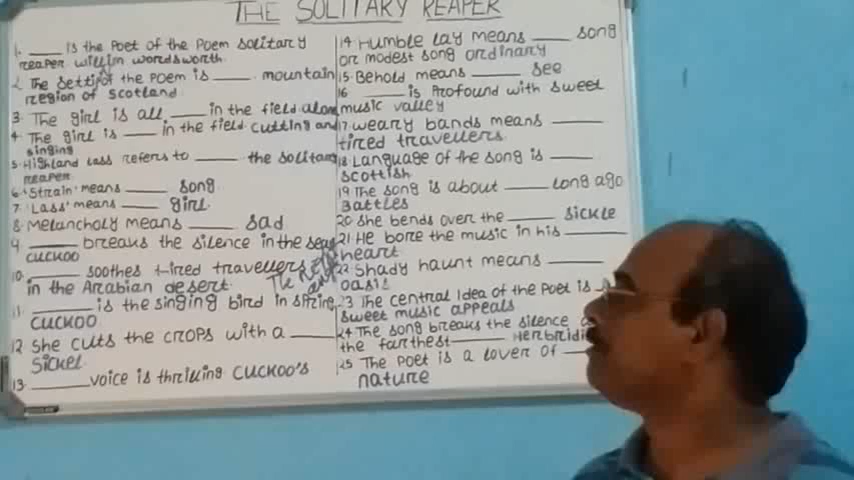 THE SOLITARY REAPER
1. ____ is the Poet of the Poem solitary
reaper william wordsworth
2. The setting of the Poem is ____. mountain
region of scotland
3. The girl is all ____ in the field. alone
4. The girl is ____ in the field. cutting and
singing
5. Highland Lass refers to ____ the solitary
reaper.
6. 'Strain' means ____ song
7. 'Lass' means ____ girl
8. Melancholy means ____ sad
9. ____ breaks the silence in the seas
cuckoo
10. ____ soothes tired travellers
in the Arabian desert. The
11. ____ is the singing bird in spring
cuckoo
12 She cuts the crops with a ____
Sickel
13. ____ voice is thrilling cuckoo's
14 Humble lay means ____ song
or modest song ordinary
15 Behold means ____ see
16 ____ is Profound with sweet
music valley
17. weary bands means ____
tired travellers.
18. Language of the song is ____
scottish
19 The song is about ____ Long ago
Battles
20 She bends over the ____ sickle
21 He bore the music in his ____
heart
22 Shady haunt means ____
oasis
23 The central Idea of the Poet is
sweet music appeals
24 The song breaks the silence
the farthest ____ Herbridi
25 The Poet is a lover of ____
nature